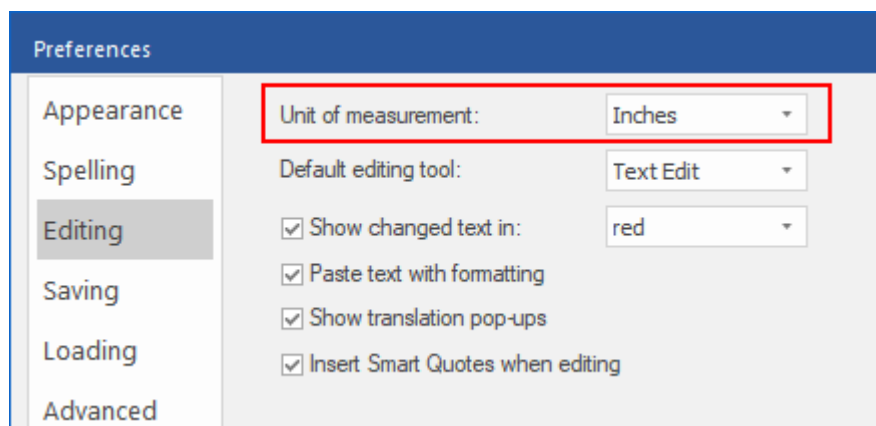 Preferences
Appearance
Unit of measurement: Inches
Spelling
Default editing tool: Text Edit
Editing
Show changed text in: red
Paste text with formatting
Saving
Show translation pop-ups
Loading
Insert Smart Quotes when editing
Advanced